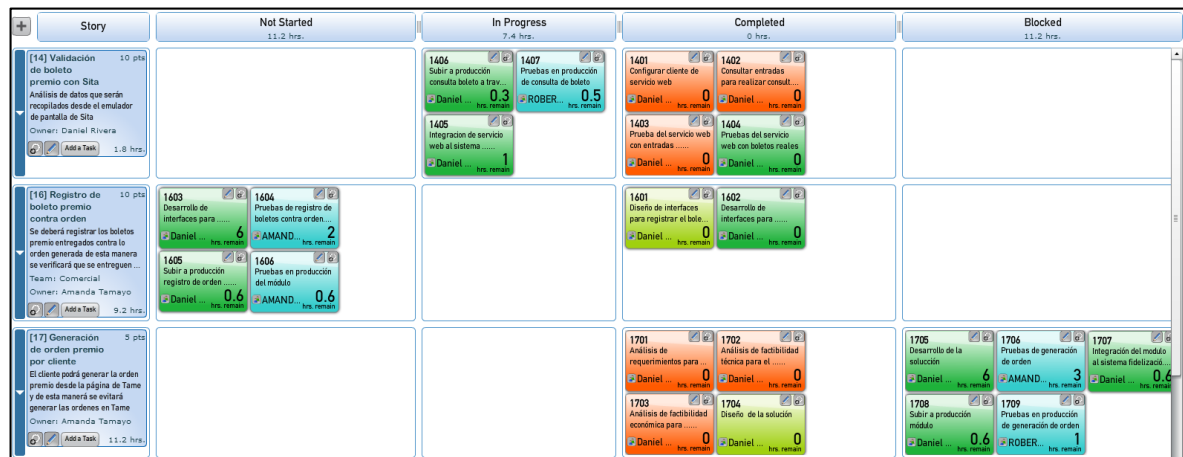 Story
Not Started
11.2 hrs.
In Progress
7.4 hrs.
Completed
0 hrs.
Blocked
11.2 hrs.
[14] Validación 10 pts
de boleto
premio con Sita
Análisis de datos que serán
recopilados desde el emulador
de pantalla de Sita
Owner: Daniel Rivera
Add a Task 1.8 hrs.
1406
Subir a producción
consulta boleto a trav...
Daniel ... 0.3
hrs. remain
1407
Pruebas en producción
de consulta de boleto
ROBER... 0.5
hrs. remain
1405
Integracion de servicio
web al sistema ......
Daniel ... 1
hrs. remain
1401
Configurar cliente de
servicio web
Daniel ... 0
hrs. remain
1402
Consultar entradas
para realizar consult...
Daniel ... 0
hrs. remain
1403
Prueba del servicio web
con entradas ......
Daniel ... 0
hrs. remain
1404
Pruebas del servicio
web con boletos reales
Daniel ... 0
hrs. remain
[16] Registro de 10 pts
boleto premio
contra orden
Se deberá registrar los boletos
premio entregados contra lo
orden generada de esta manera
se verificará que se entreguen ...
Team: Comercial
Owner: Amanda Tamayo
Add a Task 9.2 hrs.
1603
Desarrollo de
interfaces para ......
Daniel ... 6
hrs. remain
1604
Pruebas de registro de
boletos contra orden...
AMAND... 2
hrs. remain
1605
Subir a producción
registro de orden ......
Daniel ... 0.6
hrs. remain
1606
Pruebas en producción
del módulo
AMAND... 0.6
hrs. remain
1601
Diseño de interfaces
para registrar el bole...
Daniel ... 0
hrs. remain
1602
Desarrollo de
interfaces para ......
Daniel ... 0
hrs. remain
[17] Generación 5 pts
de orden premio
por cliente
El cliente podrá generar la orden
premio desde la página de Tame
y de esta manerá se evitará
generar las ordenes en Tame
Owner: Amanda Tamayo
Add a Task 11.2 hrs.
1701
Análisis de
requerimientos para ...
Daniel ... 0
hrs. remain
1702
Análisis de factibilidad
técnica para el ......
Daniel ... 0
hrs. remain
1703
Análisis de factibilidad
económica para ......
Daniel ... 0
hrs. remain
1704
Diseño de la solución
Daniel ... 0
hrs. remain
1705
Desarrollo de la
solucción
Daniel ... 6
hrs. remain
1706
Pruebas de generación
de orden
AMAND... 3
hrs. remain
1707
Integración del modulo
al sistema fidelizació...
Daniel ... 0.6
hrs. remain
1708
Subir a producción
módulo
Daniel ... 0.6
hrs. remain
1709
Pruebas en producción
de generación de orden
ROBER... 1
hrs. remain